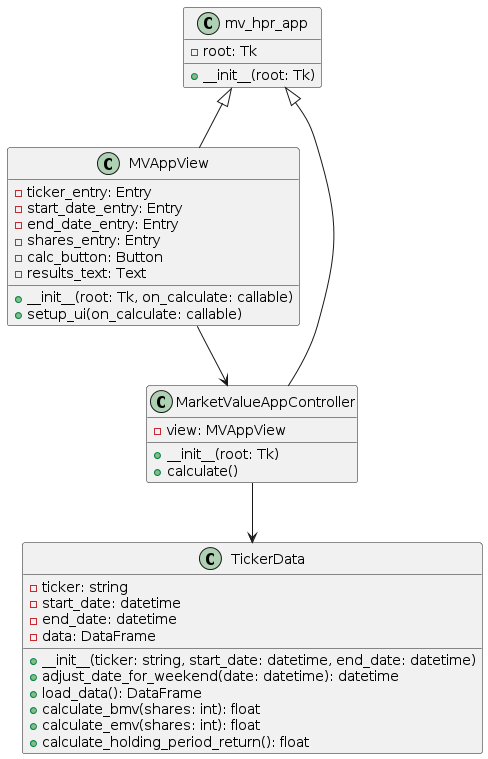 C mv_hpr_app
root: Tk
__init__(root: Tk)
C MVAppView
ticker_entry: Entry
start_date_entry: Entry
end_date_entry: Entry
shares_entry: Entry
calc_button: Button
results_text: Text
__init__(root: Tk, on_calculate: callable)
setup_ui(on_calculate: callable)
C MarketValueAppController
view: MVAppView
__init__(root: Tk)
calculate()
C TickerData
ticker: string
start_date: datetime
end_date: datetime
data: DataFrame
__init__(ticker: string, start_date: datetime, end_date: datetime)
adjust_date_for_weekend(date: datetime): datetime
load_data(): DataFrame
calculate_bmv(shares: int): float
calculate_emv(shares: int): float
calculate_holding_period_return(): float